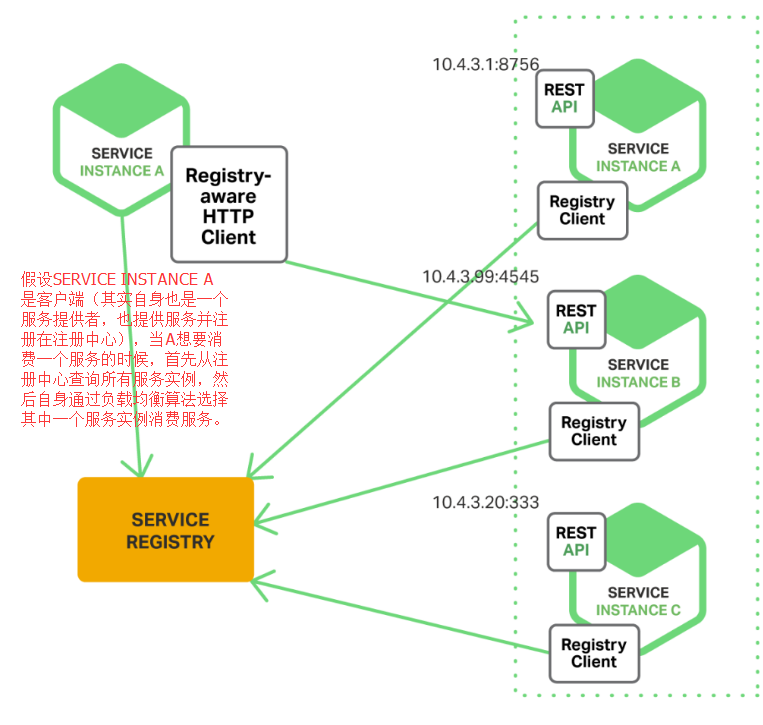 10.4.3.1:8756
REST
API
SERVICE
INSTANCE A
Registry-
aware
HTTP
Client
SERVICE
INSTANCE A
Registry
Client
假设SERVICE INSTANCE A
是客户端（其实自身也是一个
服务提供者，也提供服务并注
册在注册中心），当A想要消
费一个服务的时候，首先从注
册中心查询所有服务实例，然
后自身通过负载均衡算法选择
其中一个服务实例消费服务。
10.4.3.99:4545
REST
API
SERVICE
INSTANCE B
Registry
Client
SERVICE
REGISTRY
10.4.3.20:333
REST
API
SERVICE
INSTANCE C
Registry
Client